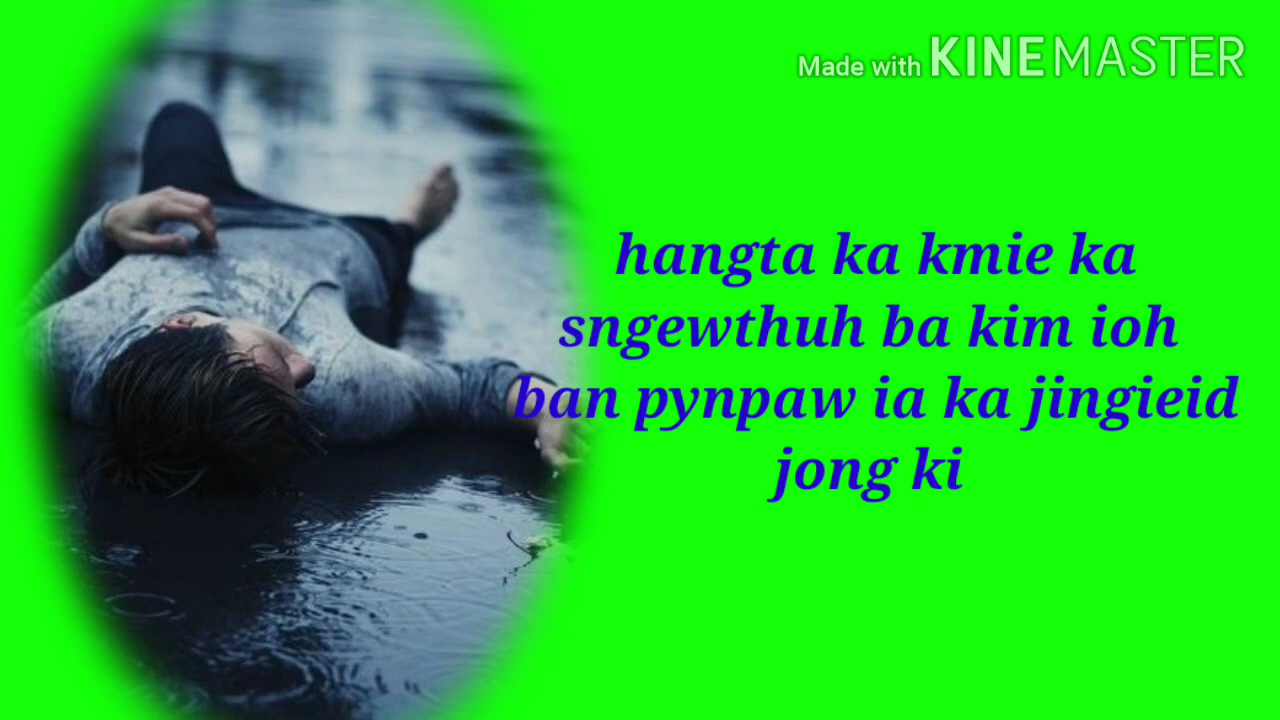 Made with KINEMASTER
hangta ka kmie ka
sngewthuh ba kim ioh
ban pynpaw ia ka jingieid
jong ki